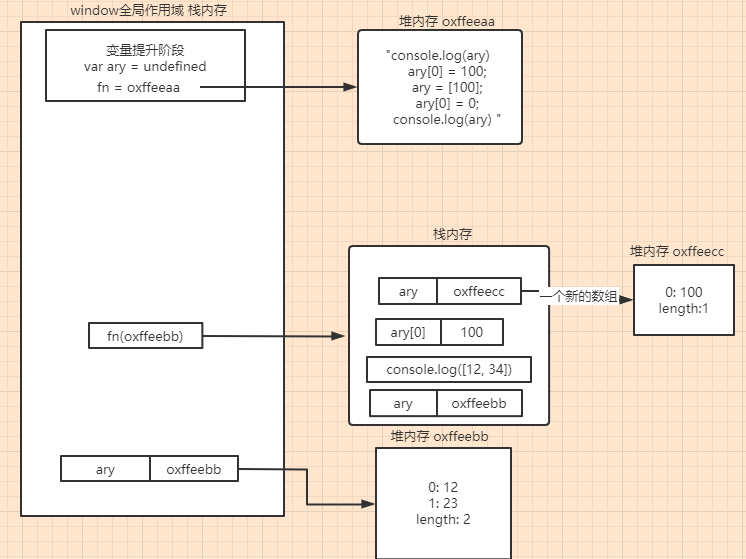 window全局作用域 栈内存
变量提升阶段
var ary = undefined
fn = oxffeeaa
堆内存 oxffeeaa
"console.log(ary)
ary[0] = 100;
ary = [100];
ary[0] = 0;
console.log(ary) "
栈内存
ary
oxffeecc
一个新的数组
堆内存 oxffeecc
0: 100
length:1
fn(oxffeebb)
ary[0]
100
console.log([12, 34])
ary
oxffeebb
ary
oxffeebb
堆内存 oxffeebb
0: 12
1: 23
length: 2